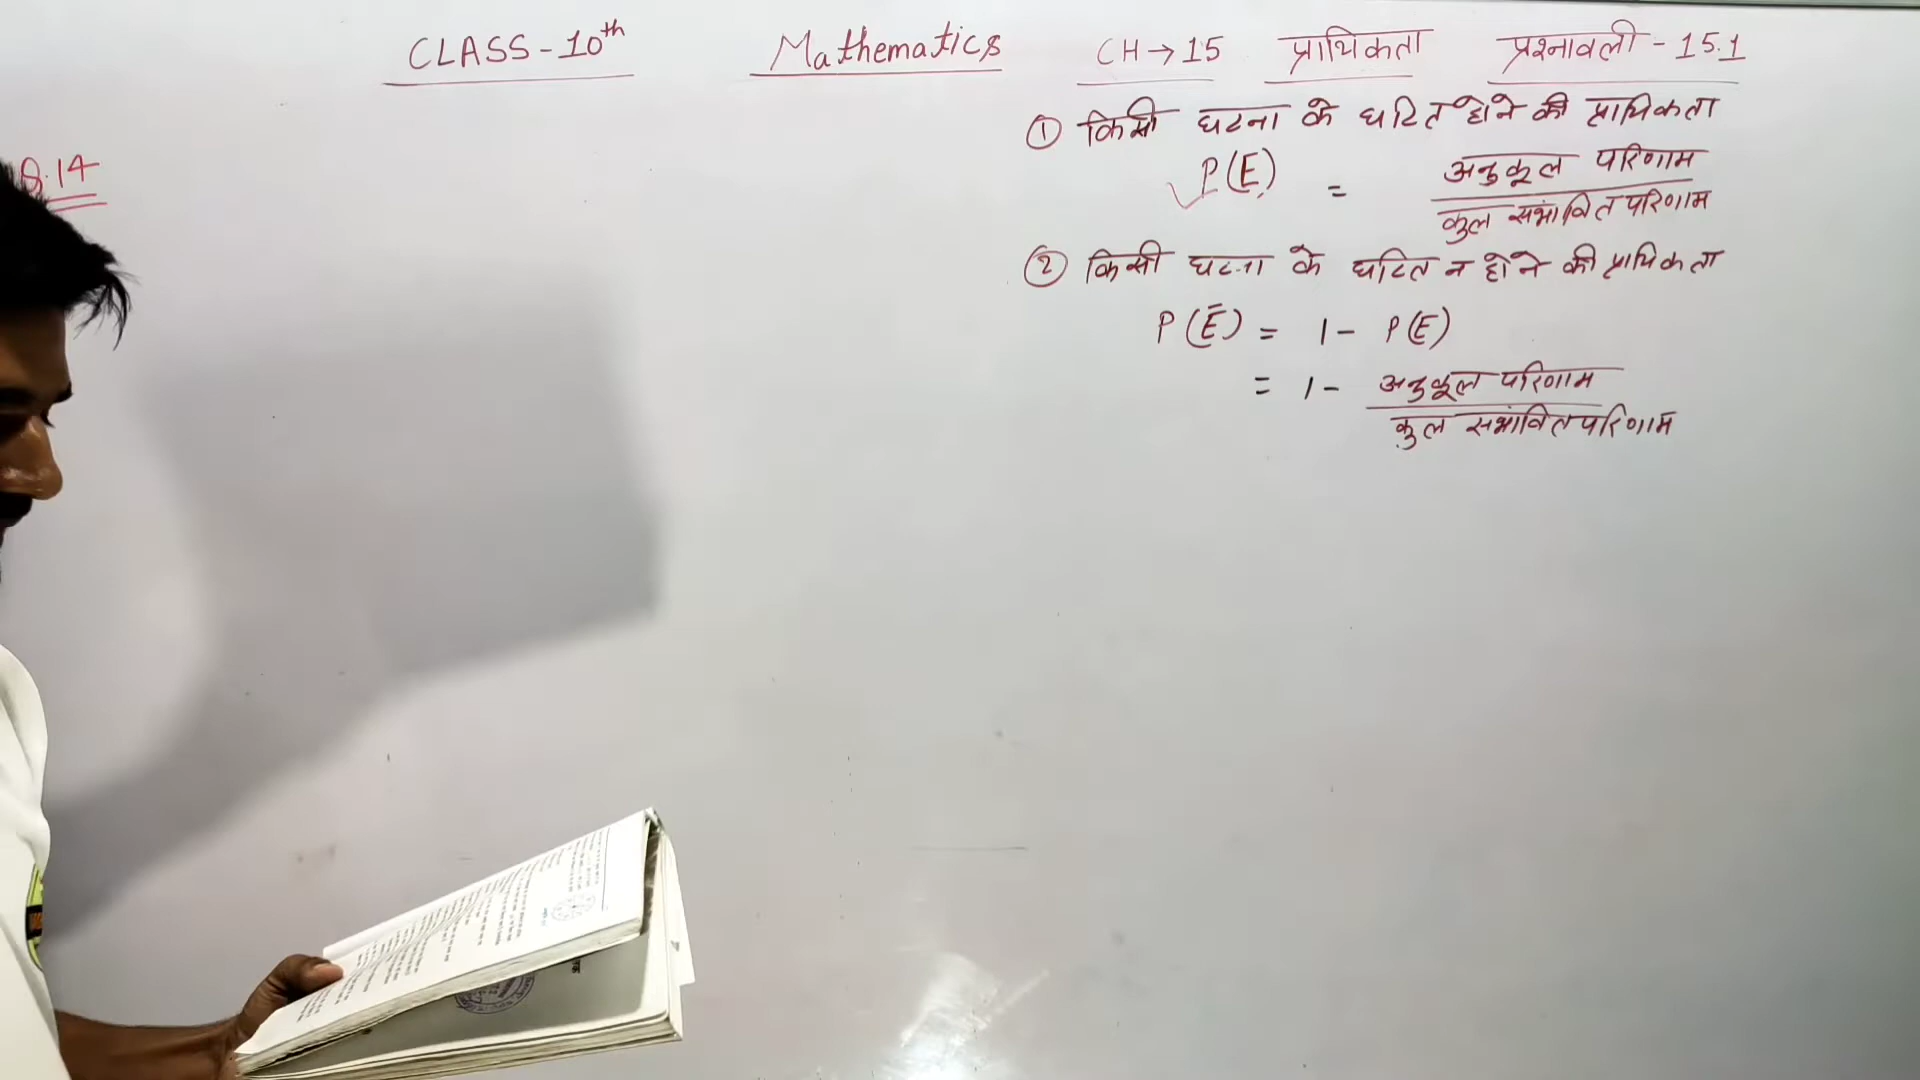 CLASS - 10th Mathematics CH → 15 प्रायिकता प्रश्नावली - 15.1
8.14
① किसी घटना के घटित होने की प्रायिकता
P(E) = अनुकूल परिणाम
कुल संभावित परिणाम
② किसी घटना के घटित न होने की प्रायिकता
P(Ē) = 1 - P(E)
= 1 - अनुकूल परिणाम
कुल संभावित परिणाम